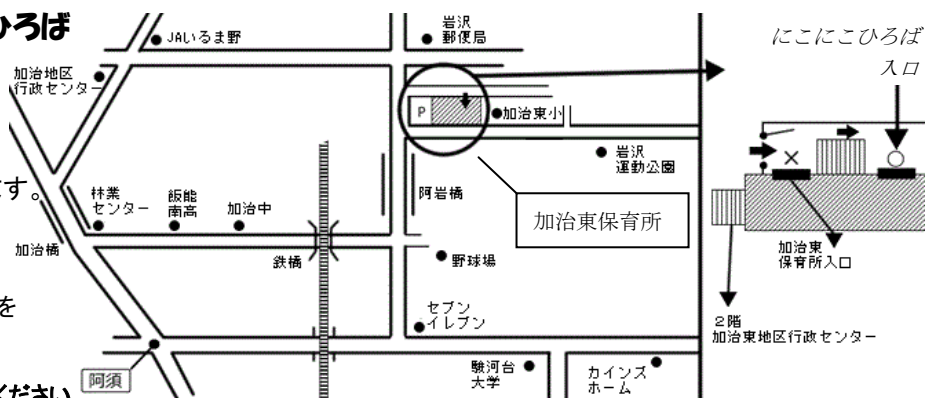 ひろば
す。
を
ください
JAいるま野
岩沢
郵便局
加治地区
行政センター
P
加治東小
岩沢
運動公園
林業
センター
飯能
南高
加治中
阿岩橋
加治東保育所
加治橋
鉄橋
野球場
セブン
イレブン
阿須
駿河台
大学
カインズ
ホーム
にこにこひろば
入口
加治東
保育所入口
2階
加治東地区行政センター